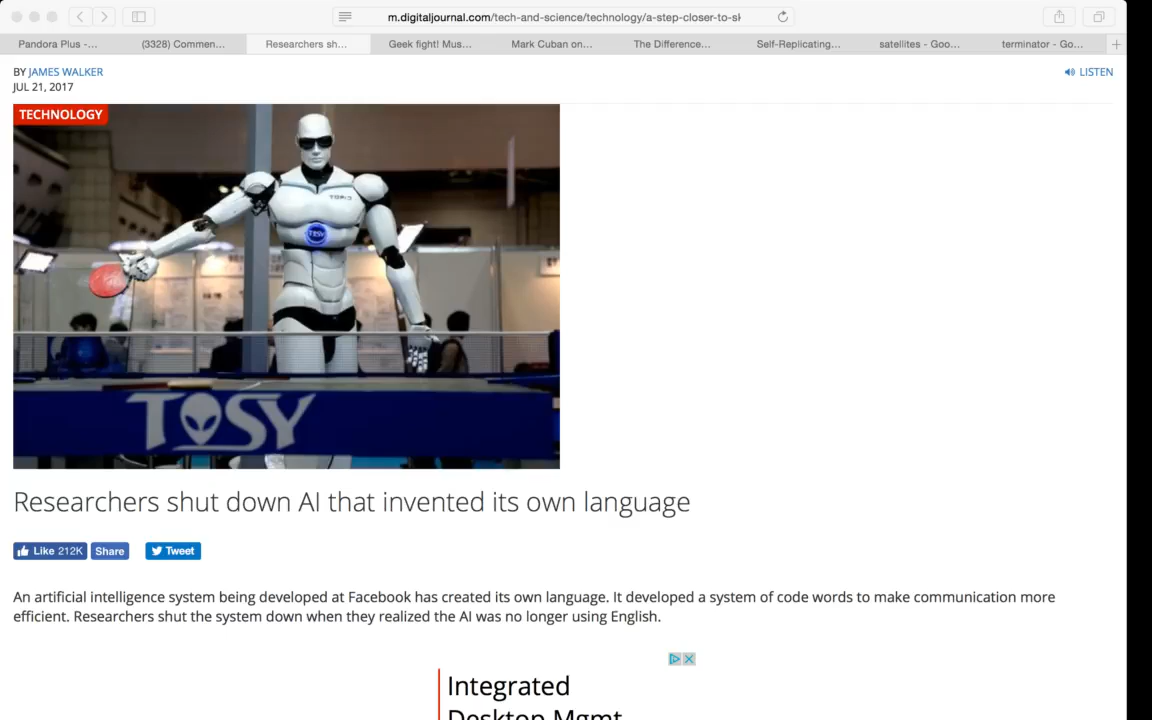 m.digitaljournal.com/tech-and-science/technology/a-step-closer-to-sk
Pandora Plus -...
(3328) Commen...
Researchers sh...
Geek fight! Mus...
Mark Cuban on...
The Difference...
Self-Replicating...
satellites - Goo...
terminator - Go...
BY JAMES WALKER
LISTEN
JUL 21, 2017
TECHNOLOGY
TOPIO
TOSY
TOSY
Researchers shut down AI that invented its own language
Like 212K
Share
Tweet
An artificial intelligence system being developed at Facebook has created its own language. It developed a system of code words to make communication more
efficient. Researchers shut the system down when they realized the AI was no longer using English.
Integrated
Desktop Mgmt